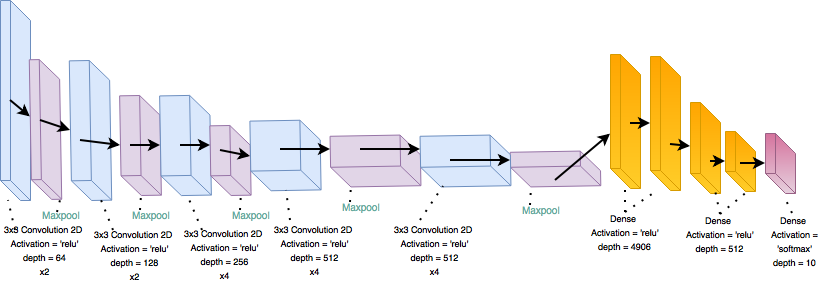 Maxpool
3x3 Convolution 2D
Activation = 'relu'
depth = 64
x2
Maxpool
3x3 Convolution 2D
Activation = 'relu'
depth = 128
x2
Maxpool
3x3 Convolution 2D
Activation = 'relu'
depth = 256
x4
Maxpool
3x3 Convolution 2D
Activation = 'relu'
depth = 512
x4
Maxpool
3x3 Convolution 2D
Activation = 'relu'
depth = 512
x4
Dense
Activation = 'relu'
depth = 4906
Dense
Activation = 'relu'
depth = 512
Dense
Activation =
'softmax'
depth = 10